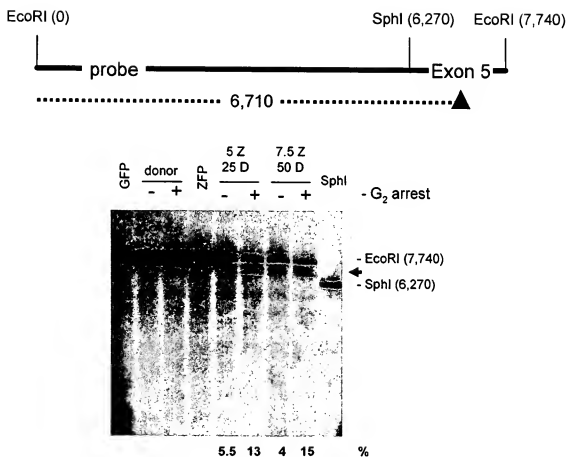 EcoRI (0) SphI (6,270) EcoRI (7,740)
probe Exon 5
6,710
GFP donor ZFP 5 Z 7.5 Z SphI
25 D 50 D
- + - + - + - G₂ arrest
- EcoRI (7,740)
- SphI (6,270)
5.5 13 4 15 %